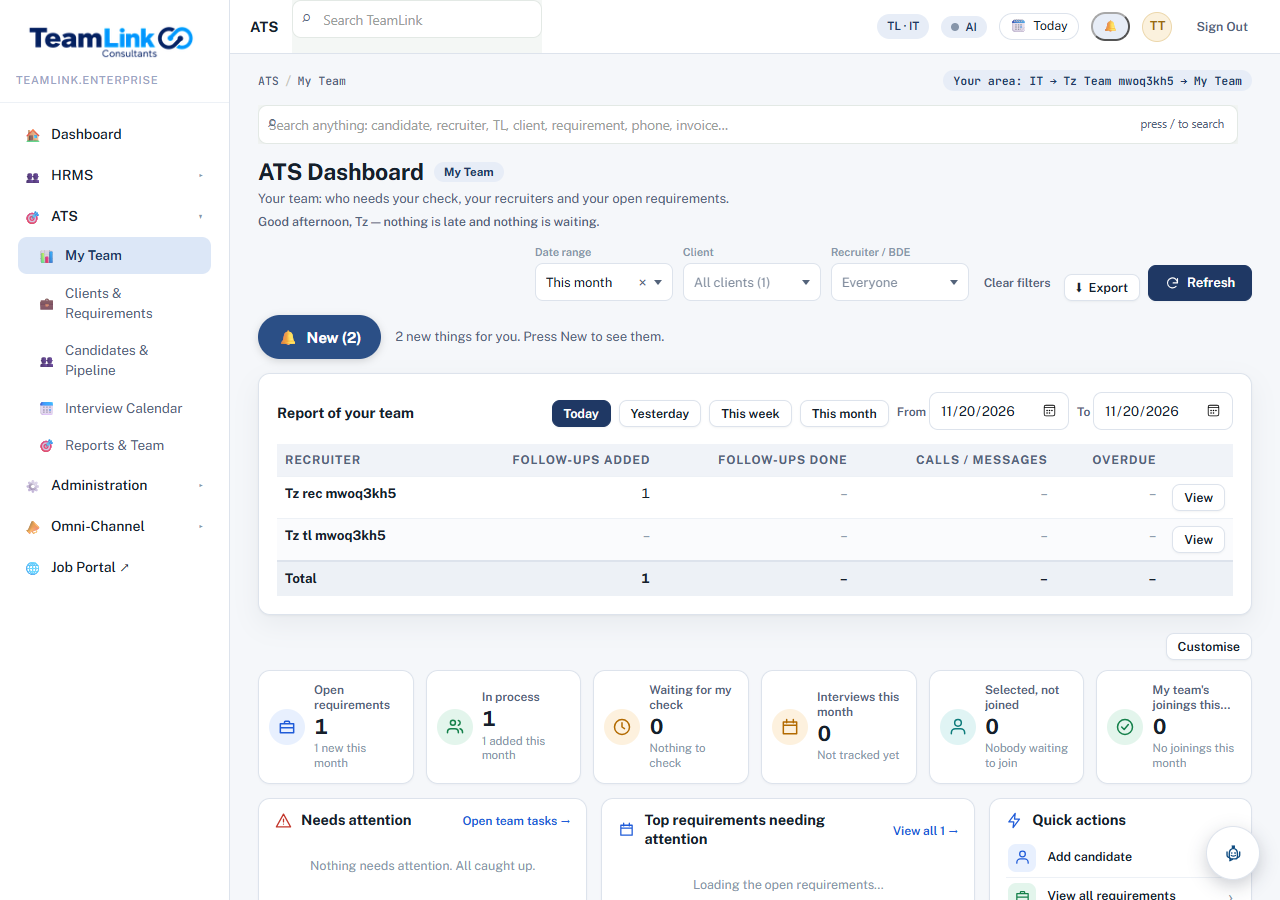 TeamLink
Consultants
TEAMLINK.ENTERPRISE
Dashboard
HRMS
ATS
My Team
Clients &
Requirements
Candidates &
Pipeline
Interview Calendar
Reports & Team
Administration
Omni-Channel
Job Portal ↗
ATS
Search TeamLink
TL · IT
AI
Today
TT
Sign Out
ATS / My Team
Your area: IT → Tz Team mwoq3kh5 → My Team
Search anything: candidate, recruiter, TL, client, requirement, phone, invoice...
press / to search
ATS Dashboard
My Team
Your team: who needs your check, your recruiters and your open requirements.
Good afternoon, Tz — nothing is late and nothing is waiting.
Date range
Client
Recruiter / BDE
This month
All clients (1)
Everyone
Clear filters
⬇ Export
Refresh
New (2)
2 new things for you. Press New to see them.
Report of your team
Today
Yesterday
This week
This month
From
11/20/2026
To
11/20/2026
RECRUITER FOLLOW-UPS ADDED FOLLOW-UPS DONE CALLS / MESSAGES OVERDUE
Tz rec mwoq3kh5 1 – – – View
Tz tl mwoq3kh5 – – – – View
Total 1 – – –
Customise
Open
requirements
1
1 new this
month
In process
1
1 added this
month
Waiting for my
check
0
Nothing to
check
Interviews this
month
0
Not tracked yet
Selected, not
joined
0
Nobody waiting
to join
My team's
joinings this...
0
No joinings this
month
Needs attention
Open team tasks →
Nothing needs attention. All caught up.
Top requirements needing
attention
View all 1 →
Loading the open requirements...
Quick actions
Add candidate
View all requirements